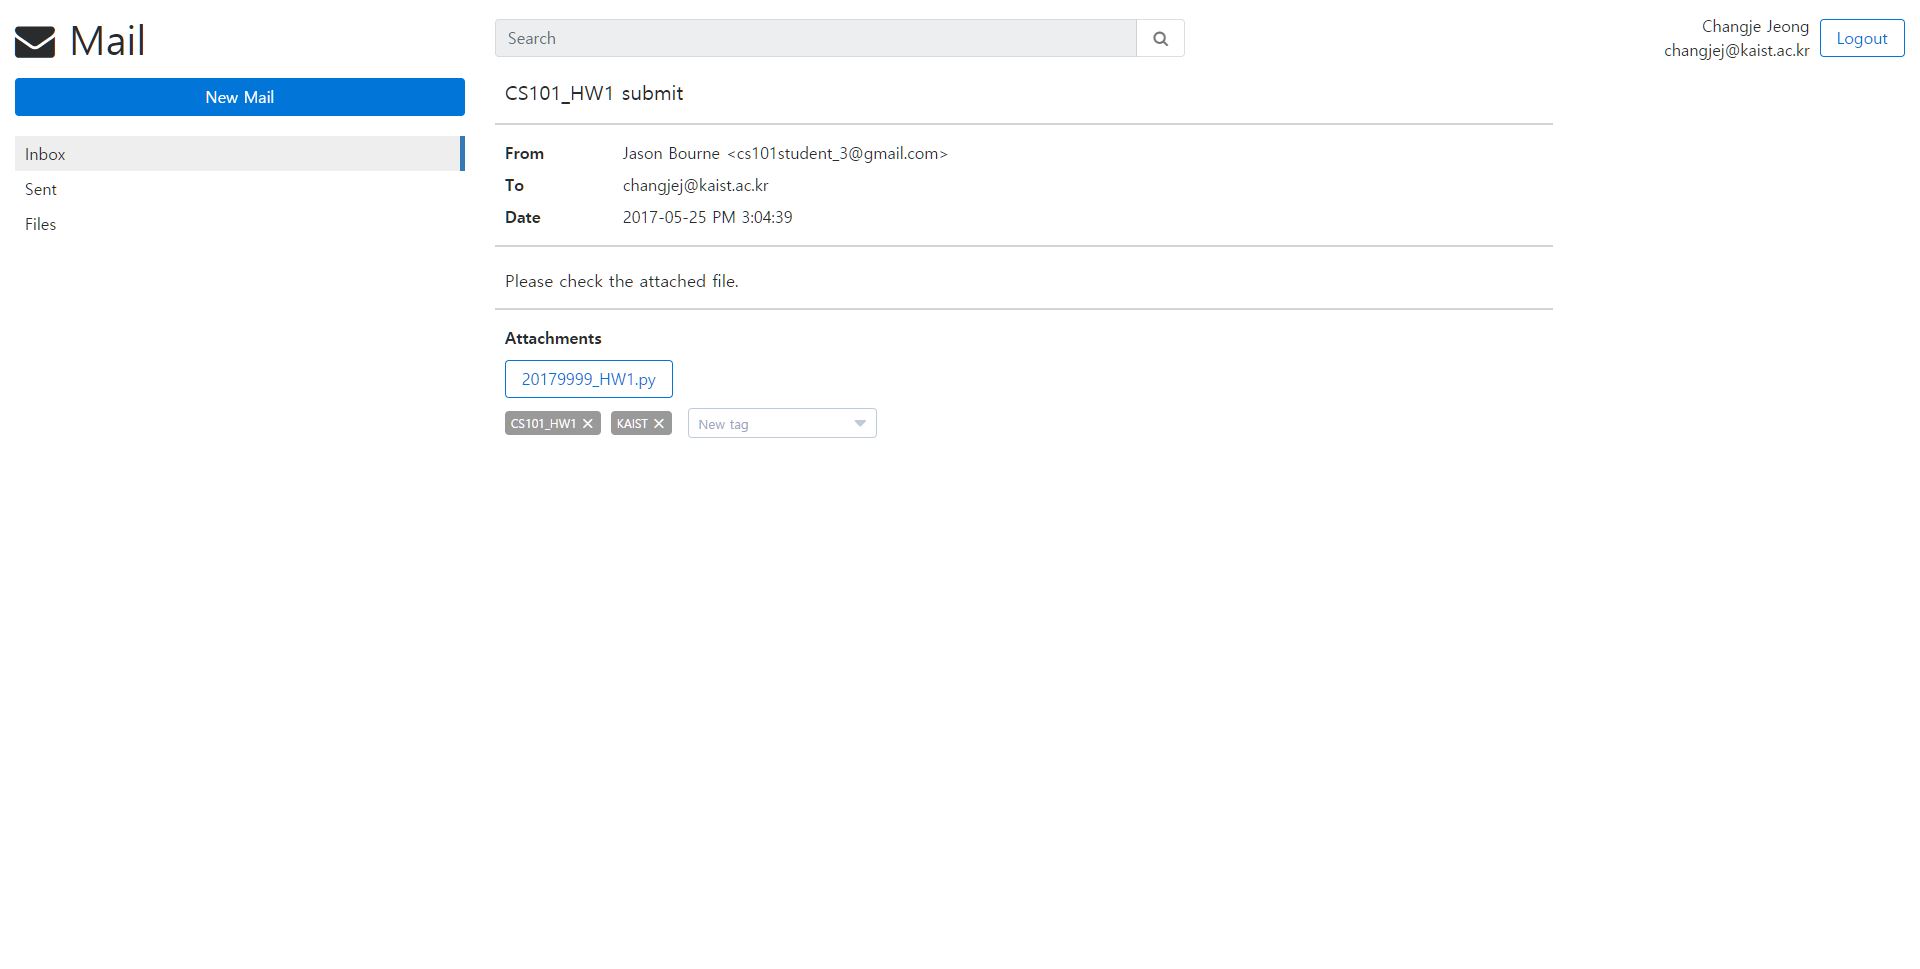 Mail
Search
Changje Jeong
changjej@kaist.ac.kr
Logout
New Mail
Inbox
Sent
Files
CS101_HW1 submit
From Jason Bourne <cs101student_3@gmail.com>
To changjej@kaist.ac.kr
Date 2017-05-25 PM 3:04:39
Please check the attached file.
Attachments
20179999_HW1.py
CS101_HW1 KAIST New tag